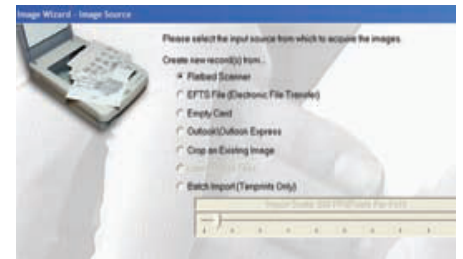 Image Wizard - Image Source
Please select the input source from which to acquire the images.
Create new record(s) from...
Flatbed Scanner
EFTS File (Electronic File Transfer)
Empty Card
Outlook\Outlook Express
Crop an Existing Image
Batch Import (Tenprints Only)